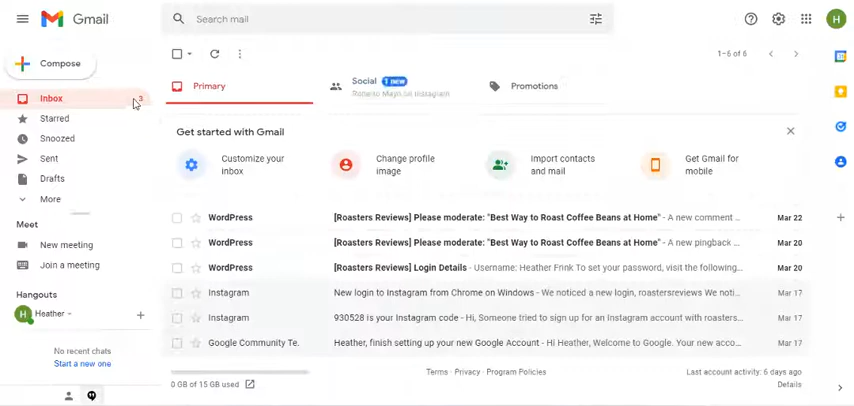 Gmail
Search mail
Compose
1–6 of 6
Inbox 3
Starred
Snoozed
Sent
Drafts
More
Meet
New meeting
Join a meeting
Hangouts
H Heather
No recent chats
Start a new one
H
Primary
Social 1 new
on Instagram
Promotions
Get started with Gmail
Customize your
inbox
Change profile
image
Import contacts
and mail
Get Gmail for
mobile
WordPress [Roasters Reviews] Please moderate: "Best Way to Roast Coffee Beans at Home" - A new comment ... Mar 22
WordPress [Roasters Reviews] Please moderate: "Best Way to Roast Coffee Beans at Home" - A new pingback ... Mar 20
WordPress [Roasters Reviews] Login Details - Username: Heather Frink To set your password, visit the following... Mar 20
Instagram New login to Instagram from Chrome on Windows - We noticed a new login, roastersreviews We noti... Mar 17
Instagram 930528 is your Instagram code - Hi, Someone tried to sign up for an Instagram account with roasters... Mar 17
Google Community Te. Heather, finish setting up your new Google Account - Hi Heather, Welcome to Google. Your new acco... Mar 17
0 GB of 15 GB used
Terms · Privacy · Program Policies
Last account activity: 6 days ago
Details